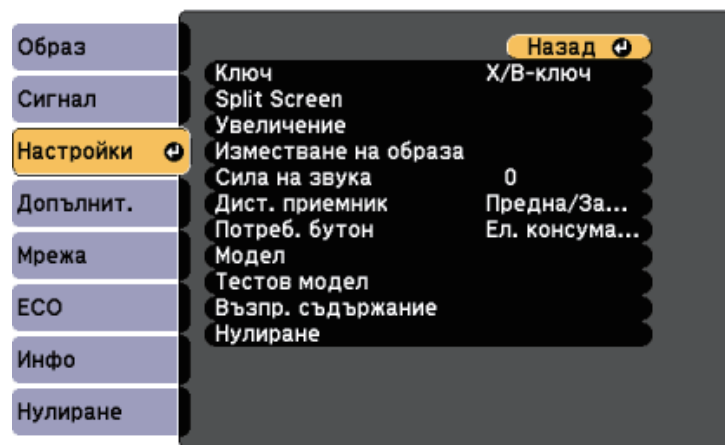 Образ
Сигнал
Настройки
Допълнит.
Мрежа
ECO
Инфо
Нулиране
Назад
Ключ Х/В-ключ
Split Screen
Увеличение
Изместване на образа
Сила на звука 0
Дист. приемник Предна/За...
Потреб. бутон Ел. консума...
Модел
Тестов модел
Възпр. съдържание
Нулиране